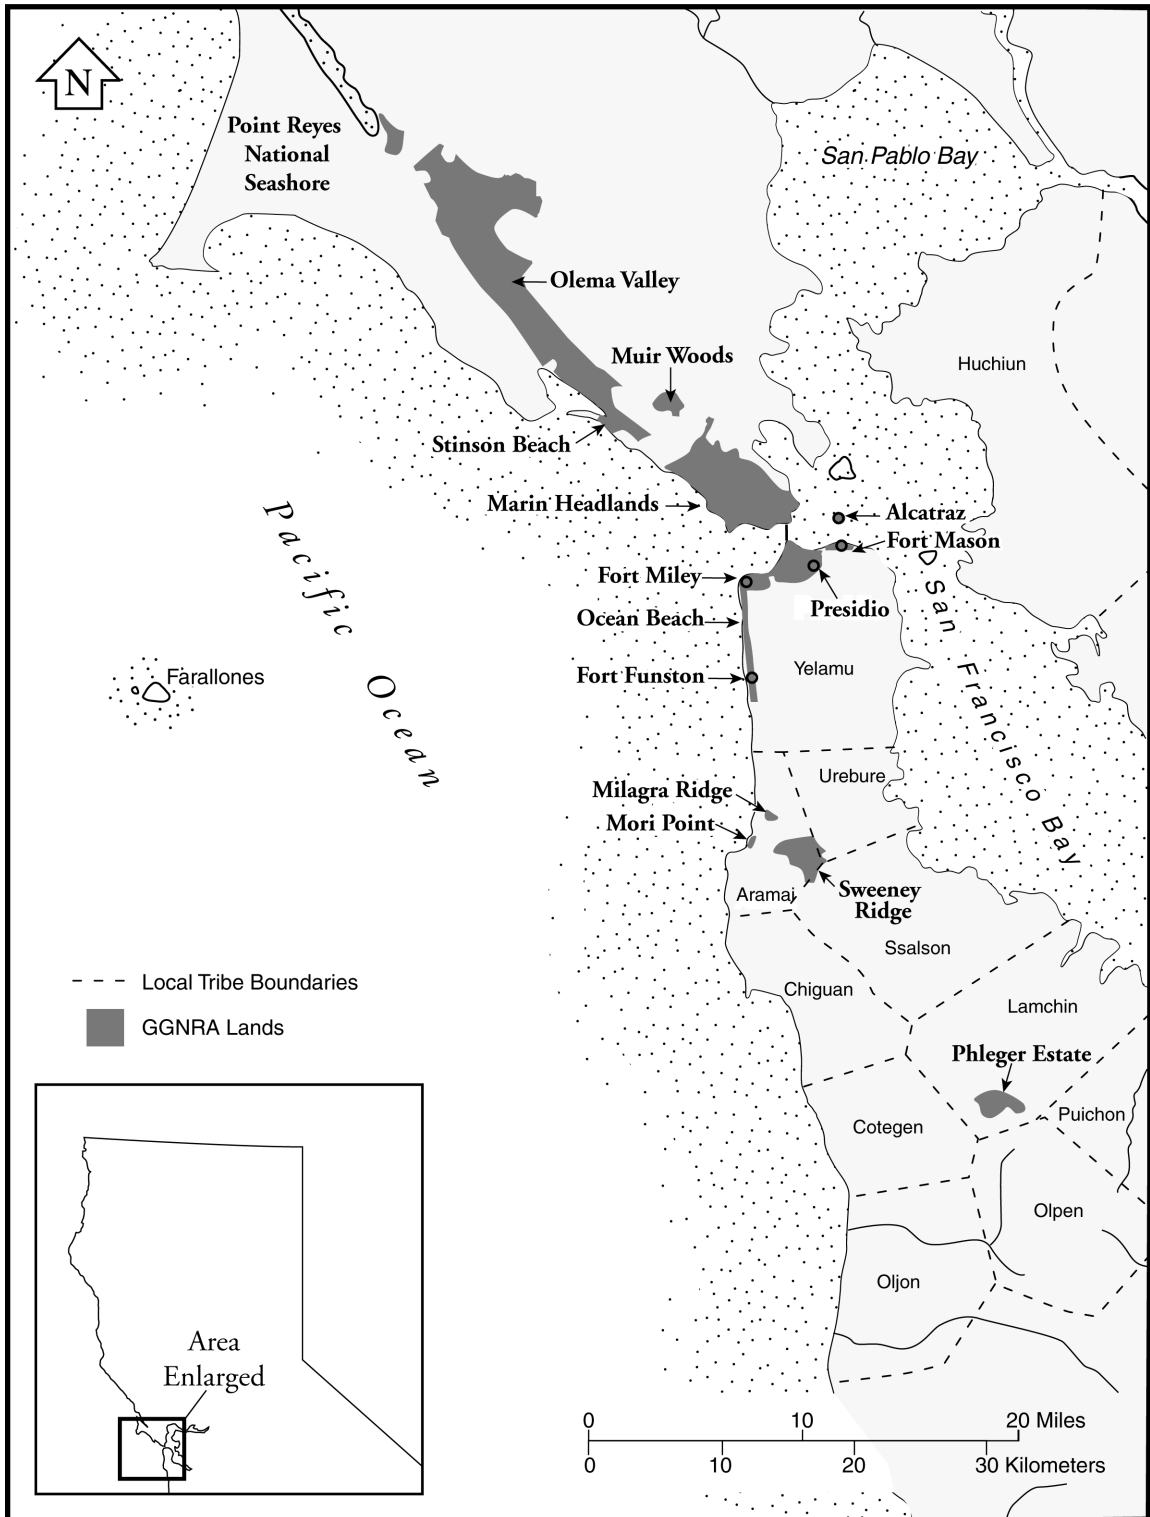 N
Point Reyes
National
Seashore
San Pablo Bay
Olema Valley
Huchiun
Muir Woods
Stinson Beach
Marin Headlands
Alcatraz
Fort Mason
Fort Miley
Presidio
Ocean Beach
Pacific Ocean
San Francisco Bay
Yelamu
Farallones
Fort Funston
Urebure
Milagra Ridge
Mori Point
Aramai
Sweeney
Ridge
Ssalson
Local Tribe Boundaries
Chiguan
Lamchin
GGNRA Lands
Phleger Estate
Puichon
Cotegen
Olpen
Oljon
Area
Enlarged
0 10 20 Miles
0 10 20 30 Kilometers